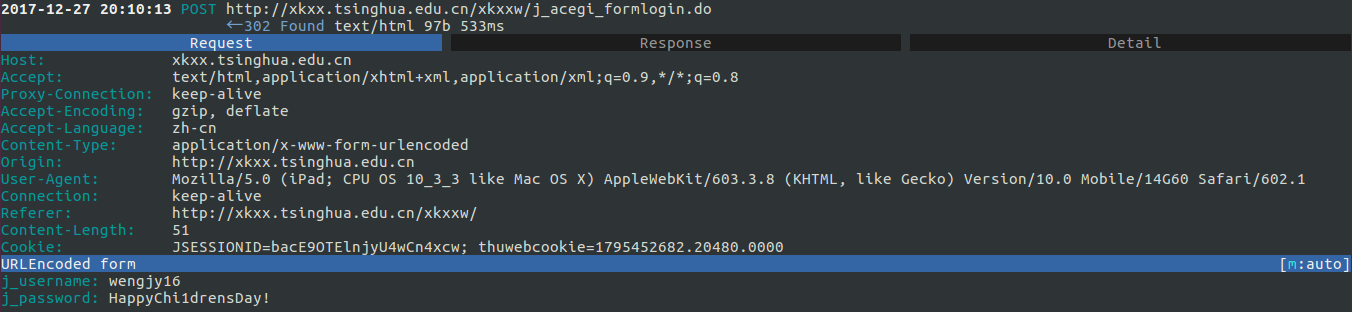 2017-12-27 20:10:13 POST http://xkxx.tsinghua.edu.cn/xkxxw/j_acegi_formlogin.do
←302 Found text/html 97b 533ms
Request Response Detail
Host: xkxx.tsinghua.edu.cn
Accept: text/html,application/xhtml+xml,application/xml;q=0.9,*/*;q=0.8
Proxy-Connection: keep-alive
Accept-Encoding: gzip, deflate
Accept-Language: zh-cn
Content-Type: application/x-www-form-urlencoded
Origin: http://xkxx.tsinghua.edu.cn
User-Agent: Mozilla/5.0 (iPad; CPU OS 10_3_3 like Mac OS X) AppleWebKit/603.3.8 (KHTML, like Gecko) Version/10.0 Mobile/14G60 Safari/602.1
Connection: keep-alive
Referer: http://xkxx.tsinghua.edu.cn/xkxxw/
Content-Length: 51
Cookie: JSESSIONID=bacE9OTElnjyU4wCn4xcw; thuwebcookie=1795452682.20480.0000
URLEncoded form [m:auto]
j_username: wengjy16
j_password: HappyChi1drensDay!